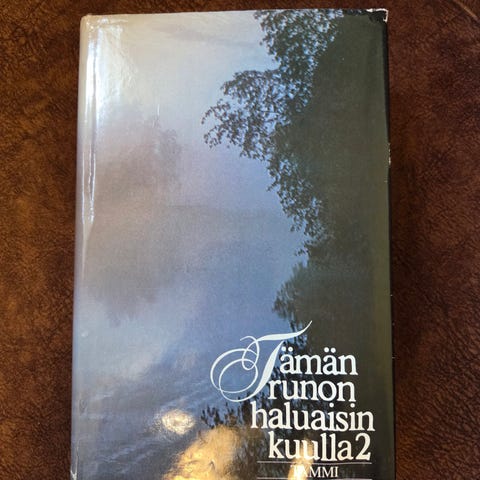 Tämän
runon
haluaisin
kuulla 2
TAMMI